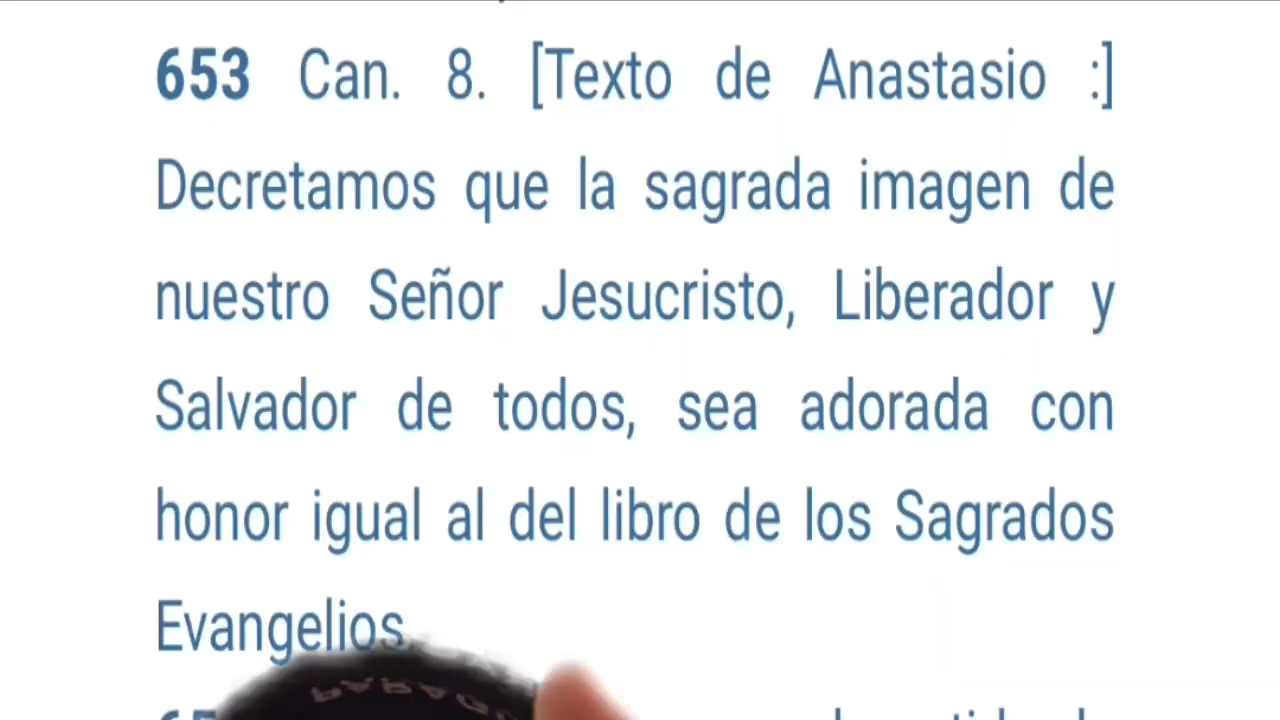 653 Can. 8. [Texto de Anastasio :]
Decretamos que la sagrada imagen de
nuestro Señor Jesucristo, Liberador y
Salvador de todos, sea adorada con
honor igual al del libro de los Sagrados
Evangelios.